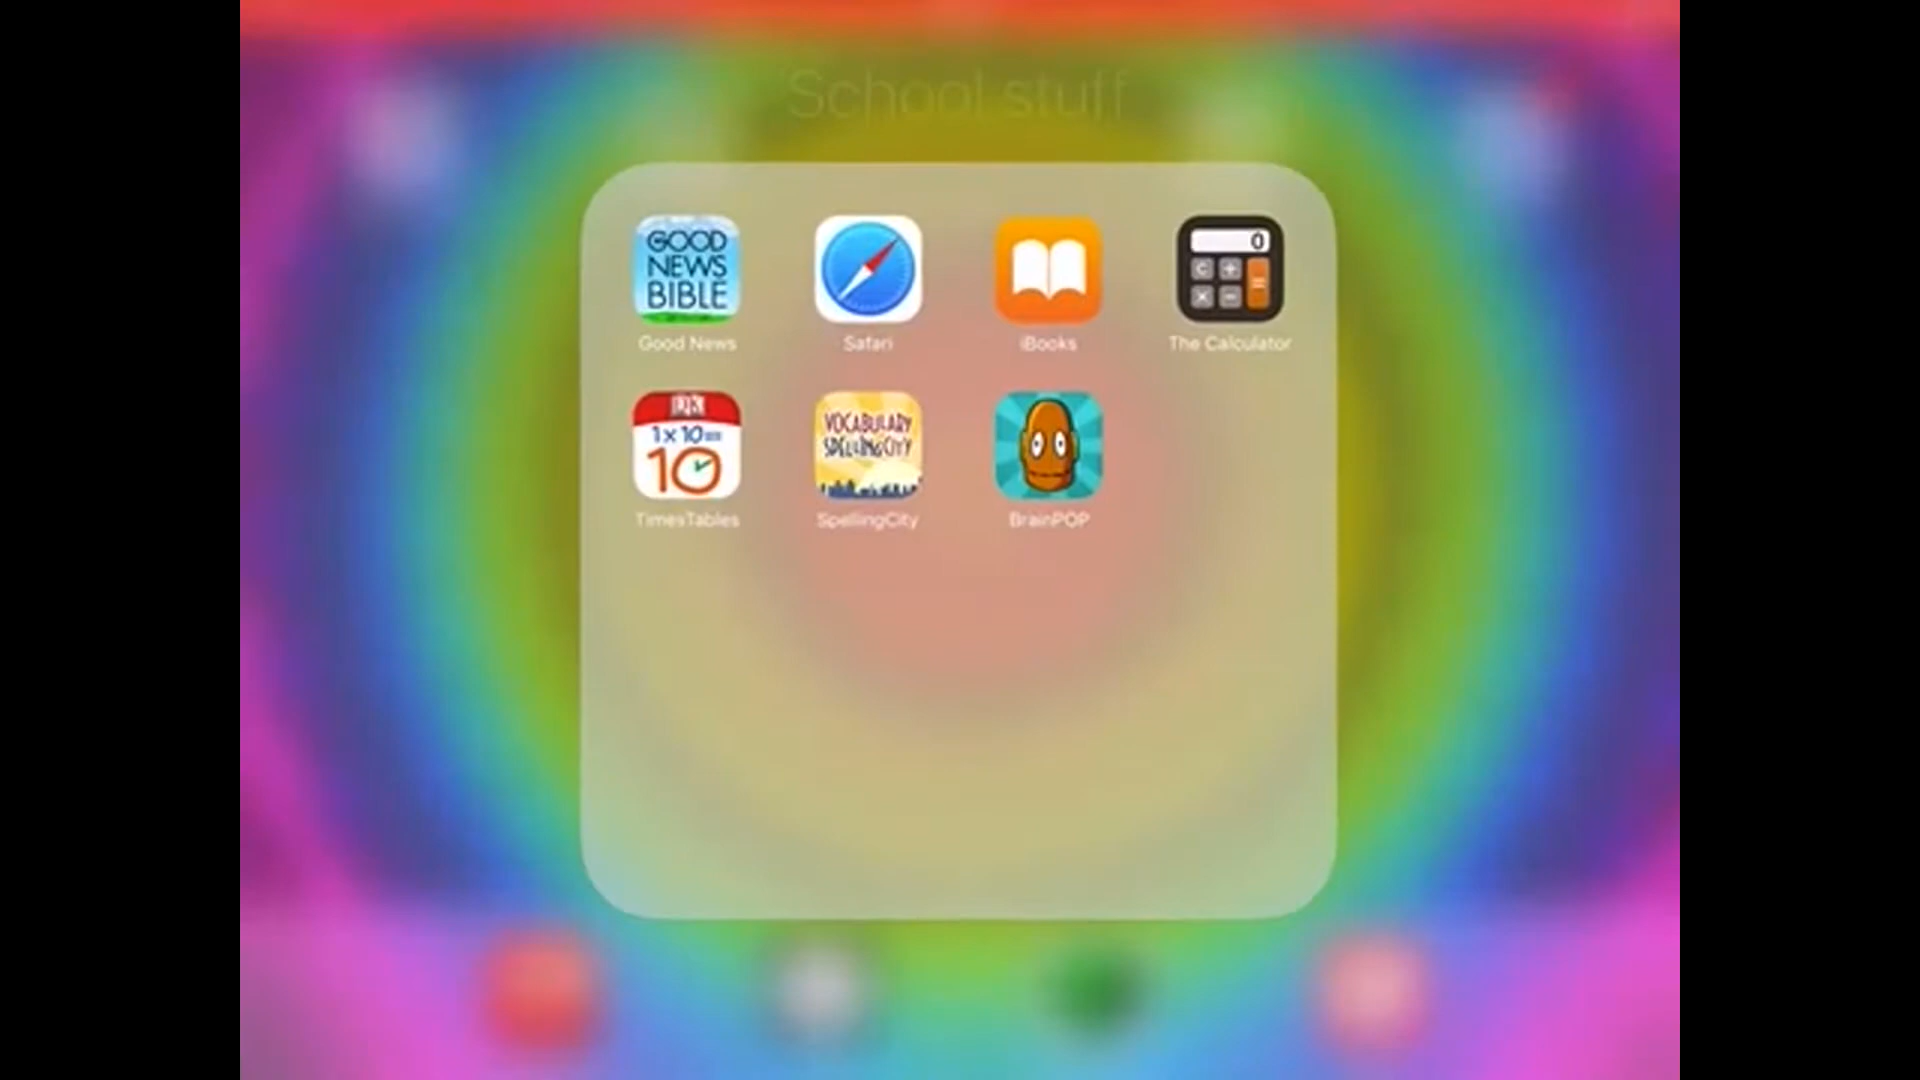 School stuff
GOOD
NEWS
BIBLE
Good News
Safari
iBooks
0
C +
=
× −
The Calculator
DK
1x10=
10
TimesTables
VOCABULARY
SPELLINGCITY
SpellingCity
BrainPOP